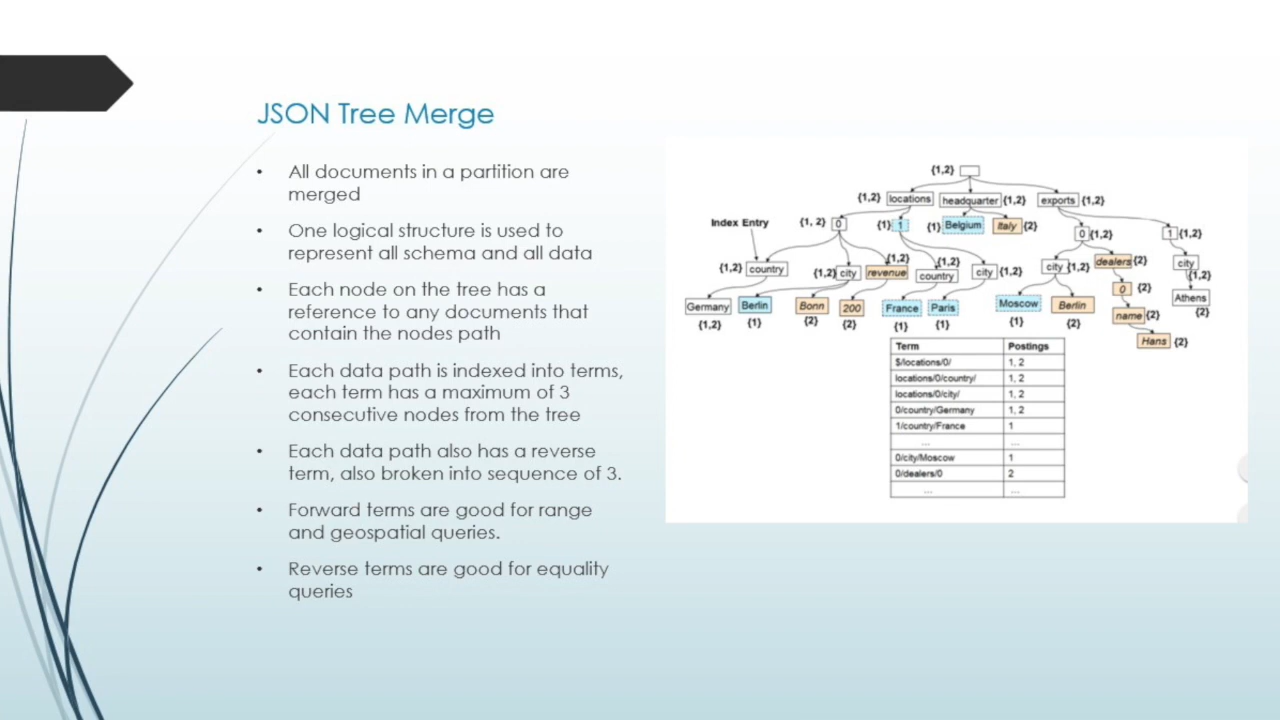 JSON Tree Merge
• All documents in a partition are
merged
• One logical structure is used to
represent all schema and all data
• Each node on the tree has a
reference to any documents that
contain the nodes path
• Each data path is indexed into terms,
each term has a maximum of 3
consecutive nodes from the tree
• Each data path also has a reverse
term, also broken into sequence of 3.
• Forward terms are good for range
and geospatial queries.
• Reverse terms are good for equality
queries
{1,2}
{1,2} locations headquarter {1,2} exports {1,2}
Index Entry {1, 2} 0 {1} 1 {1} Belgium Italy {2} 0 {1,2} 1 {1,2}
{1,2} country {1,2} city {1,2} revenue {1,2} country city {1,2} city {1,2} dealers {2} city {1,2}
0 {2}
Germany Berlin Bonn 200 France Paris Moscow Berlin Athens
{1,2} {1} {2} {2} {1} {1} {1} {2} name {2} {2}
Hans {2}
Term Postings
$/locations/0/ 1, 2
locations/0/country/ 1, 2
locations/0/city/ 1, 2
0/country/Germany 1, 2
1/country/France 1
... ...
0/city/Moscow 1
0/dealers/0 2
... ...